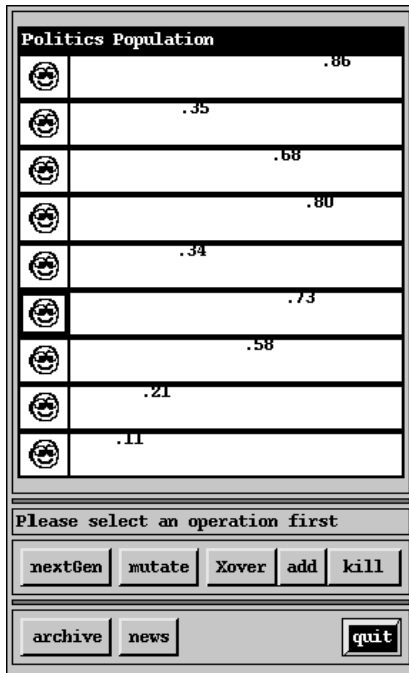 Politics Population
.86
.35
.68
.80
.34
.73
.58
.21
.11
Please select an operation first
nextGen mutate Xover add kill
archive news quit